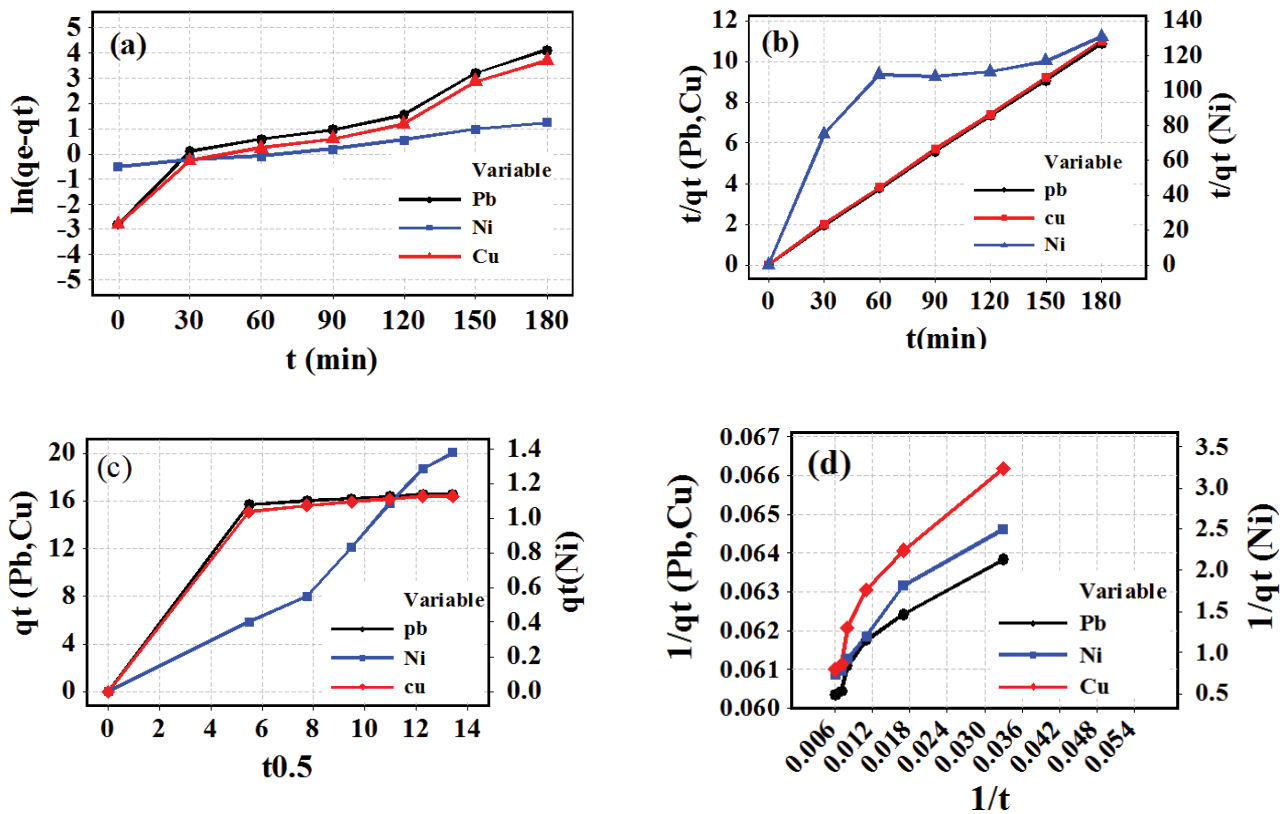 (a)
5
4
3
2
1
0
-1
-2
-3
-4
-5
ln(qe-qt)
0 30 60 90 120 150 180
t (min)
Variable
Pb
Ni
Cu
(b)
12
10
8
6
4
2
0
t/qt (Pb,Cu)
140
120
100
80
60
40
20
0
t/qt (Ni)
0 30 60 90 120 150 180
t(min)
Variable
pb
cu
Ni
(c)
20
16
12
8
4
0
qt (Pb,Cu)
1.4
1.2
1.0
0.8
0.6
0.4
0.2
0.0
qt(Ni)
0 2 4 6 8 10 12 14
t0.5
Variable
pb
Ni
cu
(d)
0.067
0.066
0.065
0.064
0.063
0.062
0.061
0.060
1/qt (Pb,Cu)
3.5
3.0
2.5
2.0
1.5
1.0
0.5
1/qt (Ni)
0.006 0.012 0.018 0.024 0.030 0.036 0.042 0.048 0.054
1/t
Variable
Pb
Ni
Cu